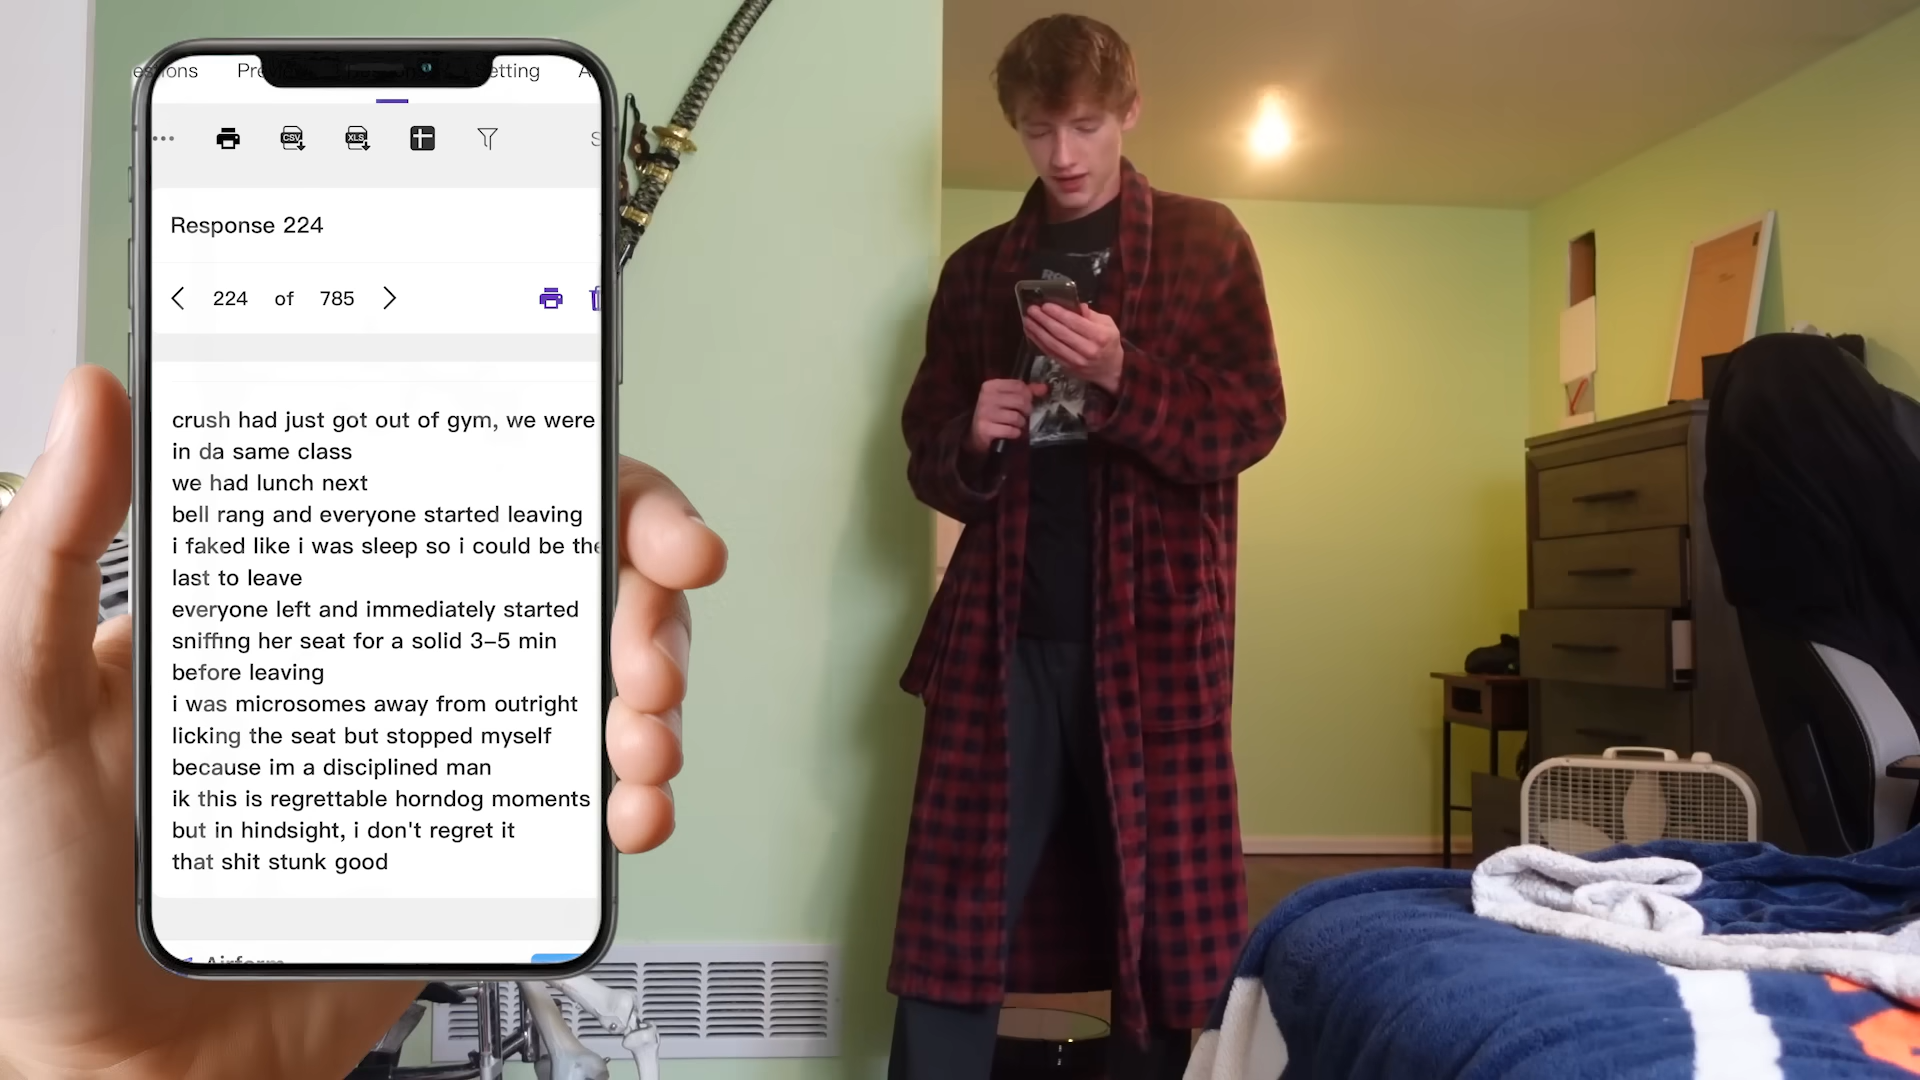 Setting
CSV
XLS
Response 224
224 of 785
crush had just got out of gym, we were
in da same class
we had lunch next
bell rang and everyone started leaving
i faked like i was sleep so i could be the
last to leave
everyone left and immediately started
sniffing her seat for a solid 3–5 min
before leaving
i was microsomes away from outright
licking the seat but stopped myself
because im a disciplined man
ik this is regrettable horndog moments
but in hindsight, i don't regret it
that shit stunk good